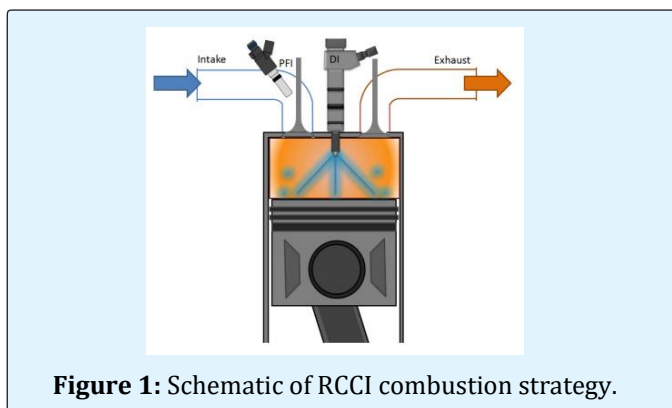 Intake
PFI
DI
Exhaust
Figure 1: Schematic of RCCI combustion strategy.